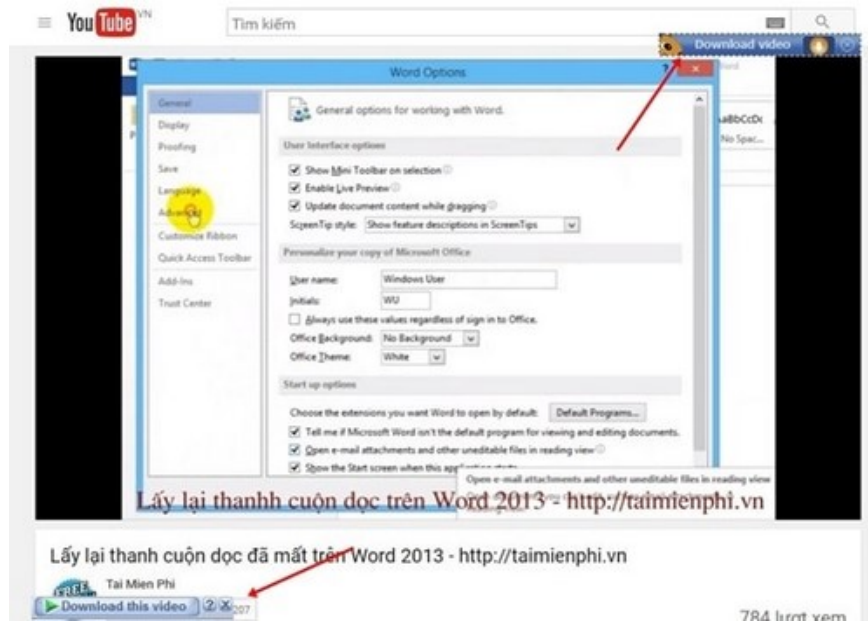 YouTube VN
Tìm kiếm
Download video
Word Options
?
General
Display
Proofing
Save
Language
Advanced
Customize Ribbon
Quick Access Toolbar
Add-Ins
Trust Center
General options for working with Word.
User Interface options
Show Mini Toolbar on selection
Enable Live Preview
Update document content while dragging
ScreenTip style: Show feature descriptions in ScreenTips
Personalize your copy of Microsoft Office
User name: Windows User
Initials: WU
Always use these values regardless of sign in to Office.
Office Background: No Background
Office Theme: White
Start up options
Choose the extensions you want Word to open by default: Default Programs...
Tell me if Microsoft Word isn't the default program for viewing and editing documents.
Open e-mail attachments and other uneditable files in reading view
Show the Start screen when this application starts
aBbCcDc
No Spac...
Open e-mail attachments and other uneditable files in reading view
Lấy lại thanhh cuộn dọc trên Word 2013 - http://taimienphi.vn
Lấy lại thanh cuộn dọc đã mất trên Word 2013 - http://taimienphi.vn
FREE
Tai Mien Phi
Download this video ? X 207
784 lượt xem